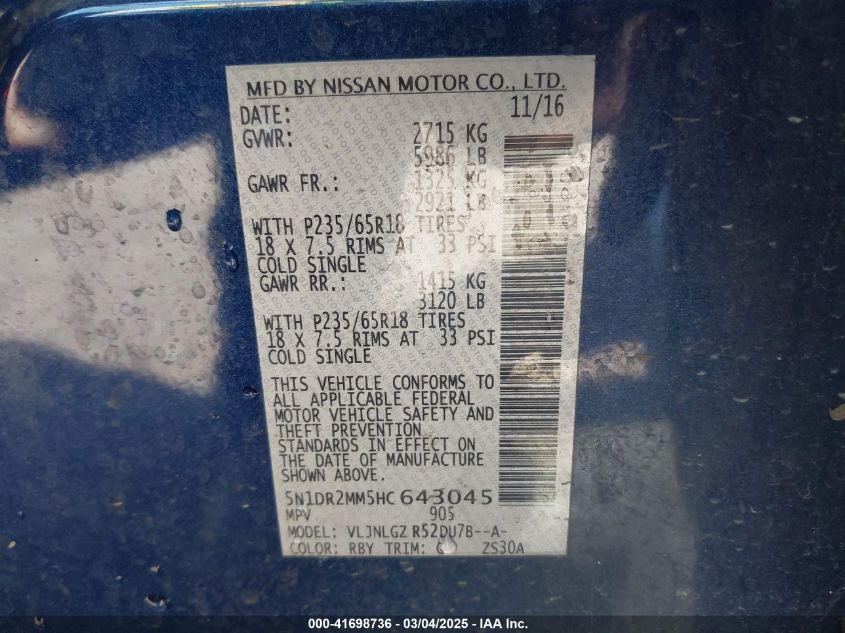 MFD BY NISSAN MOTOR CO., LTD.
DATE: 11/16
GVWR: 2715 KG
5986 LB
GAWR FR.: 1325 KG
2921 LB
WITH P235/65R18 TIRES
18 X 7.5 RIMS AT 33 PSI
COLD SINGLE
GAWR RR.: 1415 KG
3120 LB
WITH P235/65R18 TIRES
18 X 7.5 RIMS AT 33 PSI
COLD SINGLE
THIS VEHICLE CONFORMS TO
ALL APPLICABLE FEDERAL
MOTOR VEHICLE SAFETY AND
THEFT PREVENTION
STANDARDS IN EFFECT ON
THE DATE OF MANUFACTURE
SHOWN ABOVE.
5N1DR2MM5HC 643045
MPV 905
MODEL: VLJNLGZ R52DU7B--A-
COLOR: RBY TRIM: ZS30A
000-41698736 - 03/04/2025 - IAA Inc.